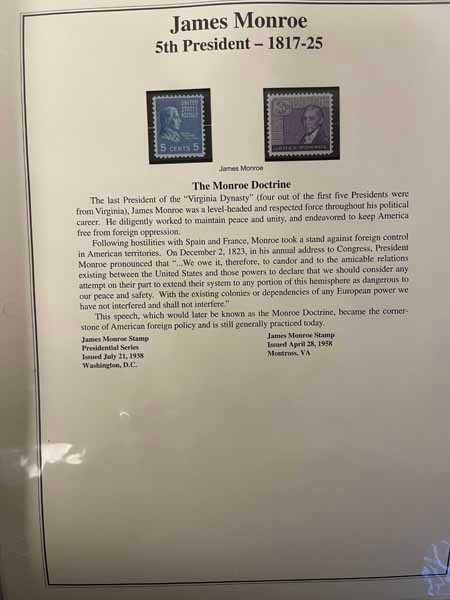 James Monroe
5th President – 1817-25
UNITED
STATES
POSTAGE
5 CENTS 5
JAMES MONROE
James Monroe
The Monroe Doctrine
The last President of the “Virginia Dynasty” (four out of the first five Presidents were
from Virginia), James Monroe was a level-headed and respected force throughout his political
career. He diligently worked to maintain peace and unity, and endeavored to keep America
free from foreign oppression.
Following hostilities with Spain and France, Monroe took a stand against foreign control
in American territories. On December 2, 1823, in his annual address to Congress, President
Monroe pronounced that “...We owe it, therefore, to candor and to the amicable relations
existing between the United States and those powers to declare that we should consider any
attempt on their part to extend their system to any portion of this hemisphere as dangerous to
our peace and safety. With the existing colonies or dependencies of any European power we
have not interfered and shall not interfere.”
This speech, which would later be known as the Monroe Doctrine, became the corner-
stone of American foreign policy and is still generally practiced today.
James Monroe Stamp
Presidential Series
Issued July 21, 1938
Washington, D.C.
James Monroe Stamp
Issued April 28, 1958
Montross, VA